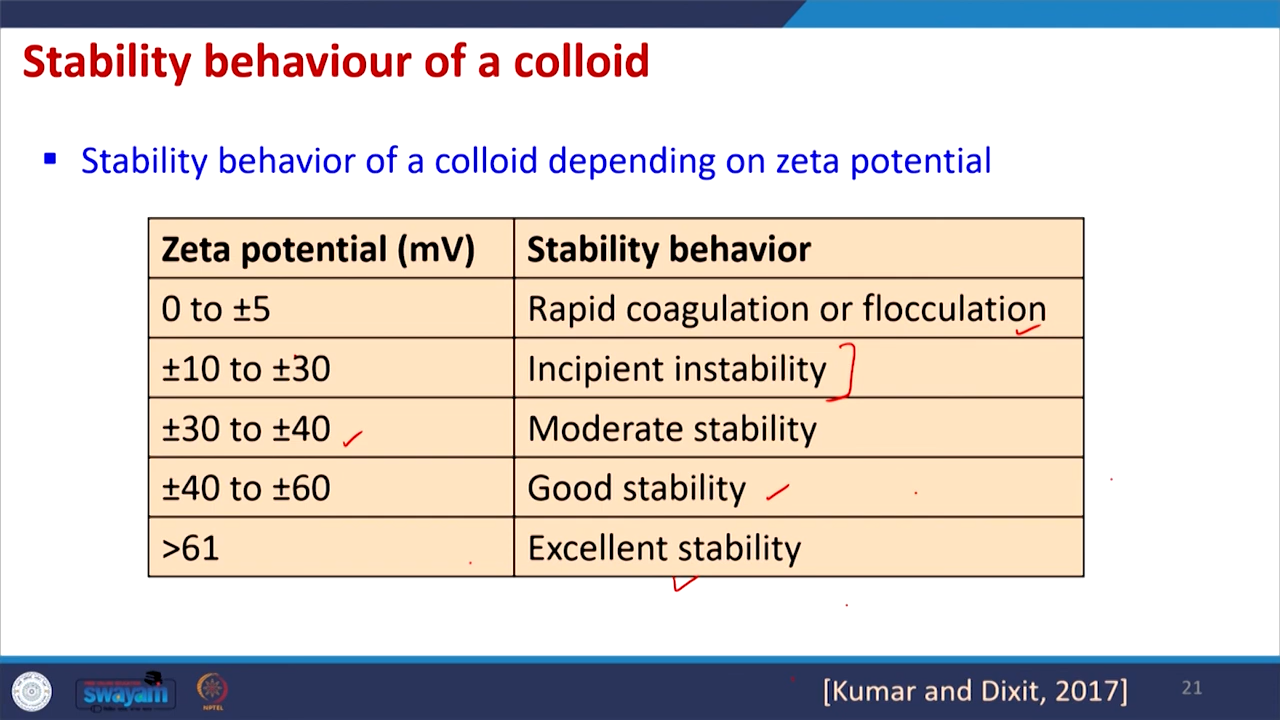 Stability behaviour of a colloid
Stability behavior of a colloid depending on zeta potential
Zeta potential (mV) Stability behavior
0 to ±5 Rapid coagulation or flocculation
±10 to ±30 Incipient instability
±30 to ±40 Moderate stability
±40 to ±60 Good stability
>61 Excellent stability
swayam
NPTEL
[Kumar and Dixit, 2017]
21